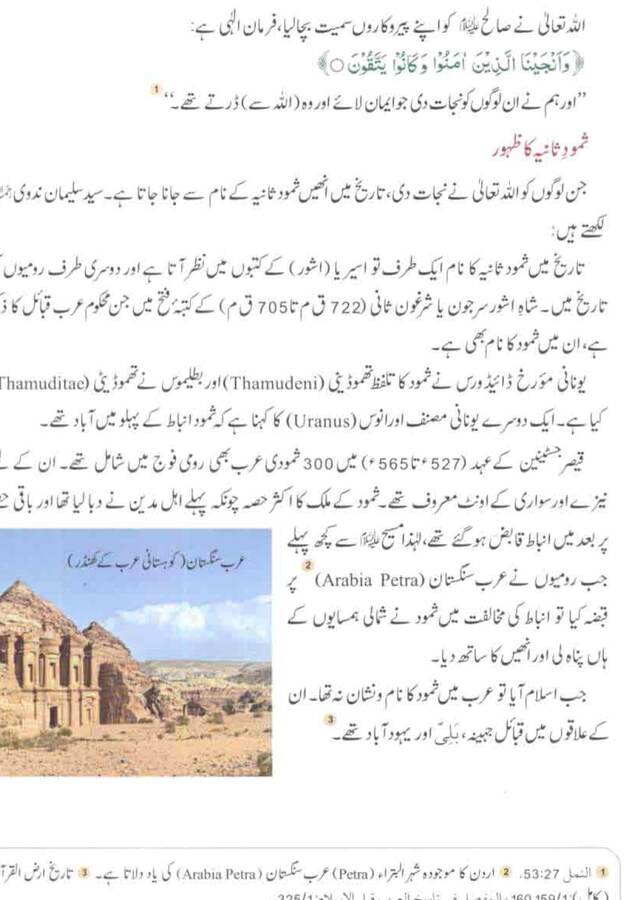 اللہ تعالیٰ نے صالح علیہ السلام کو اپنے پیروکاروں سمیت بچا لیا، فرمان الٰہی ہے:
﴿وَاَنْجَيْنَا الَّذِيْنَ اٰمَنُوْا وَكَانُوْا يَتَّقُوْنَ ○﴾
”اور ہم نے ان لوگوں کو نجات دی جو ایمان لائے اور وہ (اللہ سے) ڈرتے تھے۔“ 1
ثمودِ ثانیہ کا ظہور
جن لوگوں کو اللہ تعالیٰ نے نجات دی، تاریخ میں انھیں ثمود ثانیہ کے نام سے جانا جاتا ہے۔ سید سلیمان ندوی
لکھتے ہیں:
تاریخ میں ثمود ثانیہ کا نام ایک طرف تو اسیریا (اشور) کے کتبوں میں نظر آتا ہے اور دوسری طرف رومیوں
تاریخ میں۔ شاہِ اشور سرجون یا شرغون ثانی (722 ق م تا 705 ق م) کے کتبۂ فتح میں جن محکوم عرب قبائل کا
ہے، ان میں ثمود کا نام بھی ہے۔
یونانی مؤرخ ڈائیڈورس نے ثمود کا تلفظ تھموڈینی (Thamudeni) اور بطلیموس نے تھموڈیٹی (Thamuditae)
کیا ہے۔ ایک دوسرے یونانی مصنف اورانوس (Uranus) کا کہنا ہے کہ ثمود انباط کے پہلو میں آباد تھے۔
قیصر جسٹینین کے عہد (527ء تا 565ء) میں 300 ثمودی عرب بھی رومی فوج میں شامل تھے۔ ان کے
نیزے اور سواری کے اونٹ معروف تھے۔ ثمود کے ملک کا اکثر حصہ چونکہ پہلے اہل مدین نے دبا لیا تھا اور باقی
پر بعد میں انباط قابض ہو گئے تھے، لہٰذا مسیح علیہ السلام سے کچھ پہلے
جب رومیوں نے عرب سنگستان (Arabia Petra) 2 پر
قبضہ کیا تو انباط کی مخالفت میں ثمود نے شمالی ہمسایوں کے
ہاں پناہ لی اور انھیں کا ساتھ دیا۔
جب اسلام آیا تو عرب میں ثمود کا نام و نشان نہ تھا۔ ان
کے علاقوں میں قبائل جہینہ، بَلِیّ اور یہود آباد تھے۔ 3
عرب سنگستان (کوہستانی عرب کے کھنڈر)
1 النمل 53:27. 2 اردن کا موجودہ شہر البتراء (Petra) عرب سنگستان (Arabia Petra) کی یاد دلاتا ہے۔ 3 تاریخ ارض